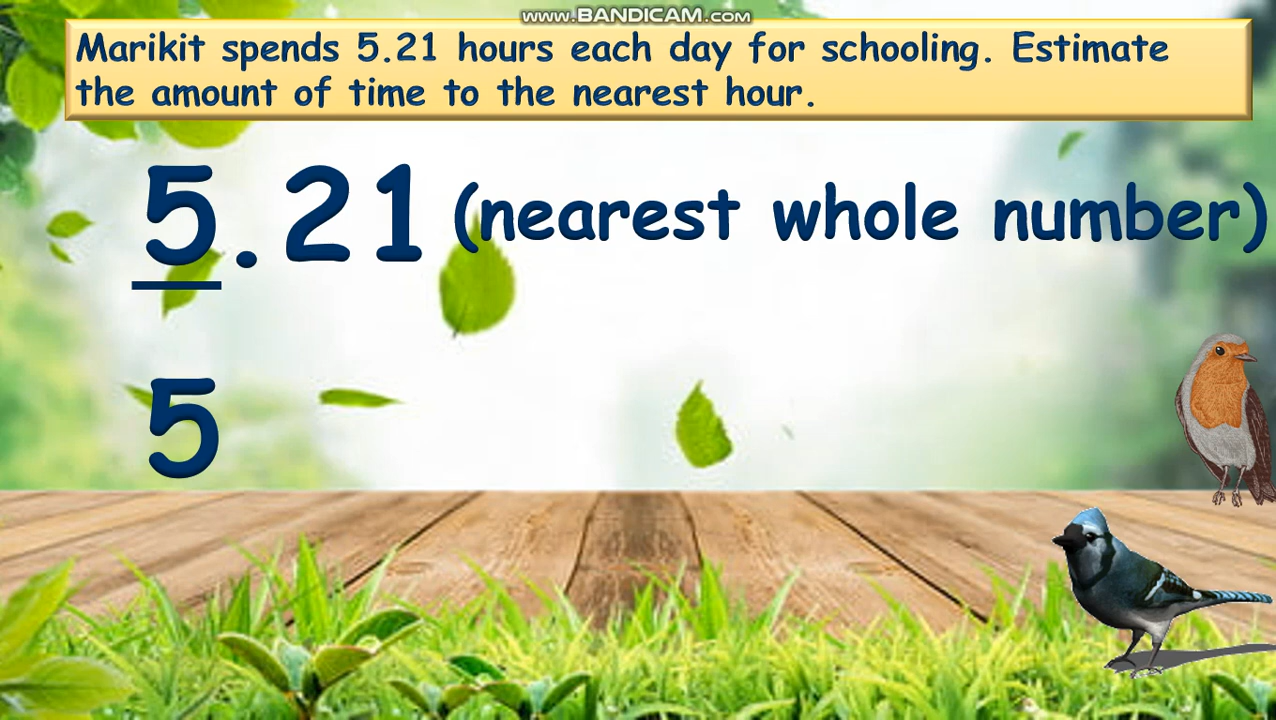 www.BANDICAM.com
Marikit spends 5.21 hours each day for schooling. Estimate
the amount of time to the nearest hour.
5.21 (nearest whole number)
5